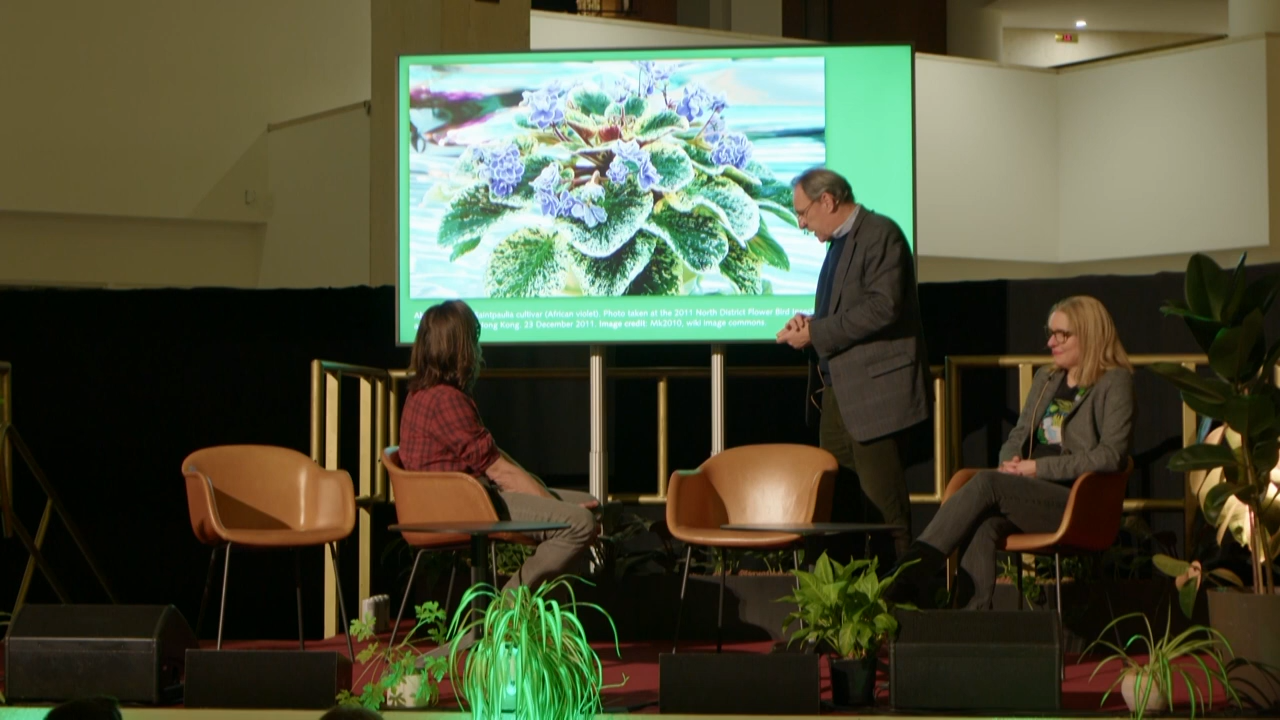 Saintpaulia cultivar (African violet). Photo taken at the 2011 North District Flower Bird
Kong. 23 December 2011. Image credit: Mk2010, wiki image commons.